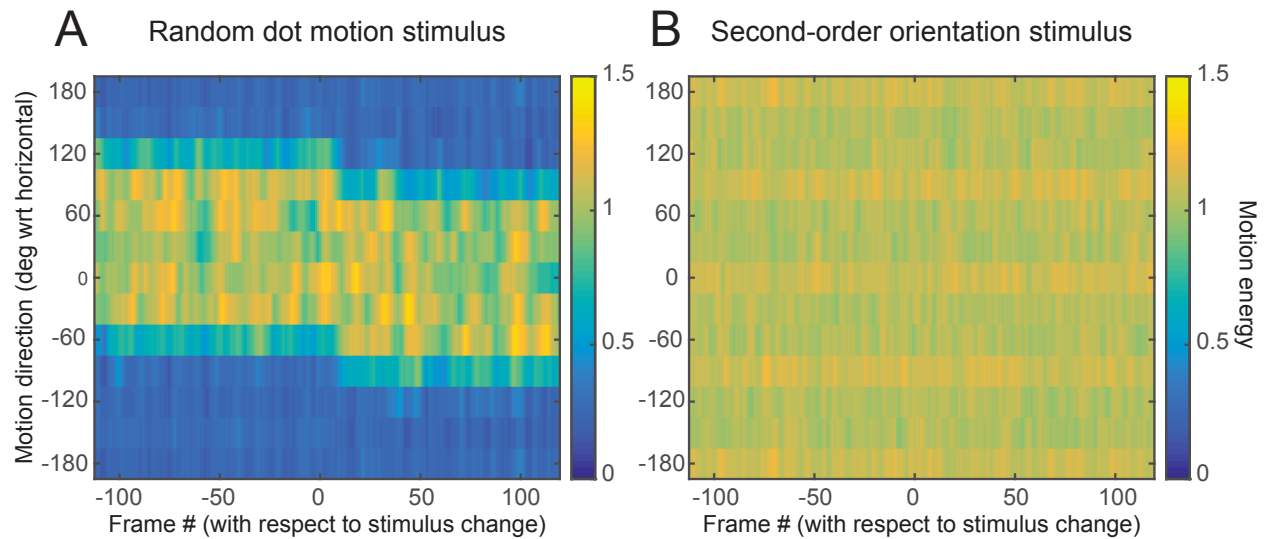 A
Random dot motion stimulus
Motion direction (deg wrt horizontal)
180
120
60
0
-60
-120
-180
-100 -50 0 50 100
Frame # (with respect to stimulus change)
1.5
1
0.5
0
B
Second-order orientation stimulus
180
120
60
0
-60
-120
-180
-100 -50 0 50 100
Frame # (with respect to stimulus change)
1.5
1
0.5
0
Motion energy